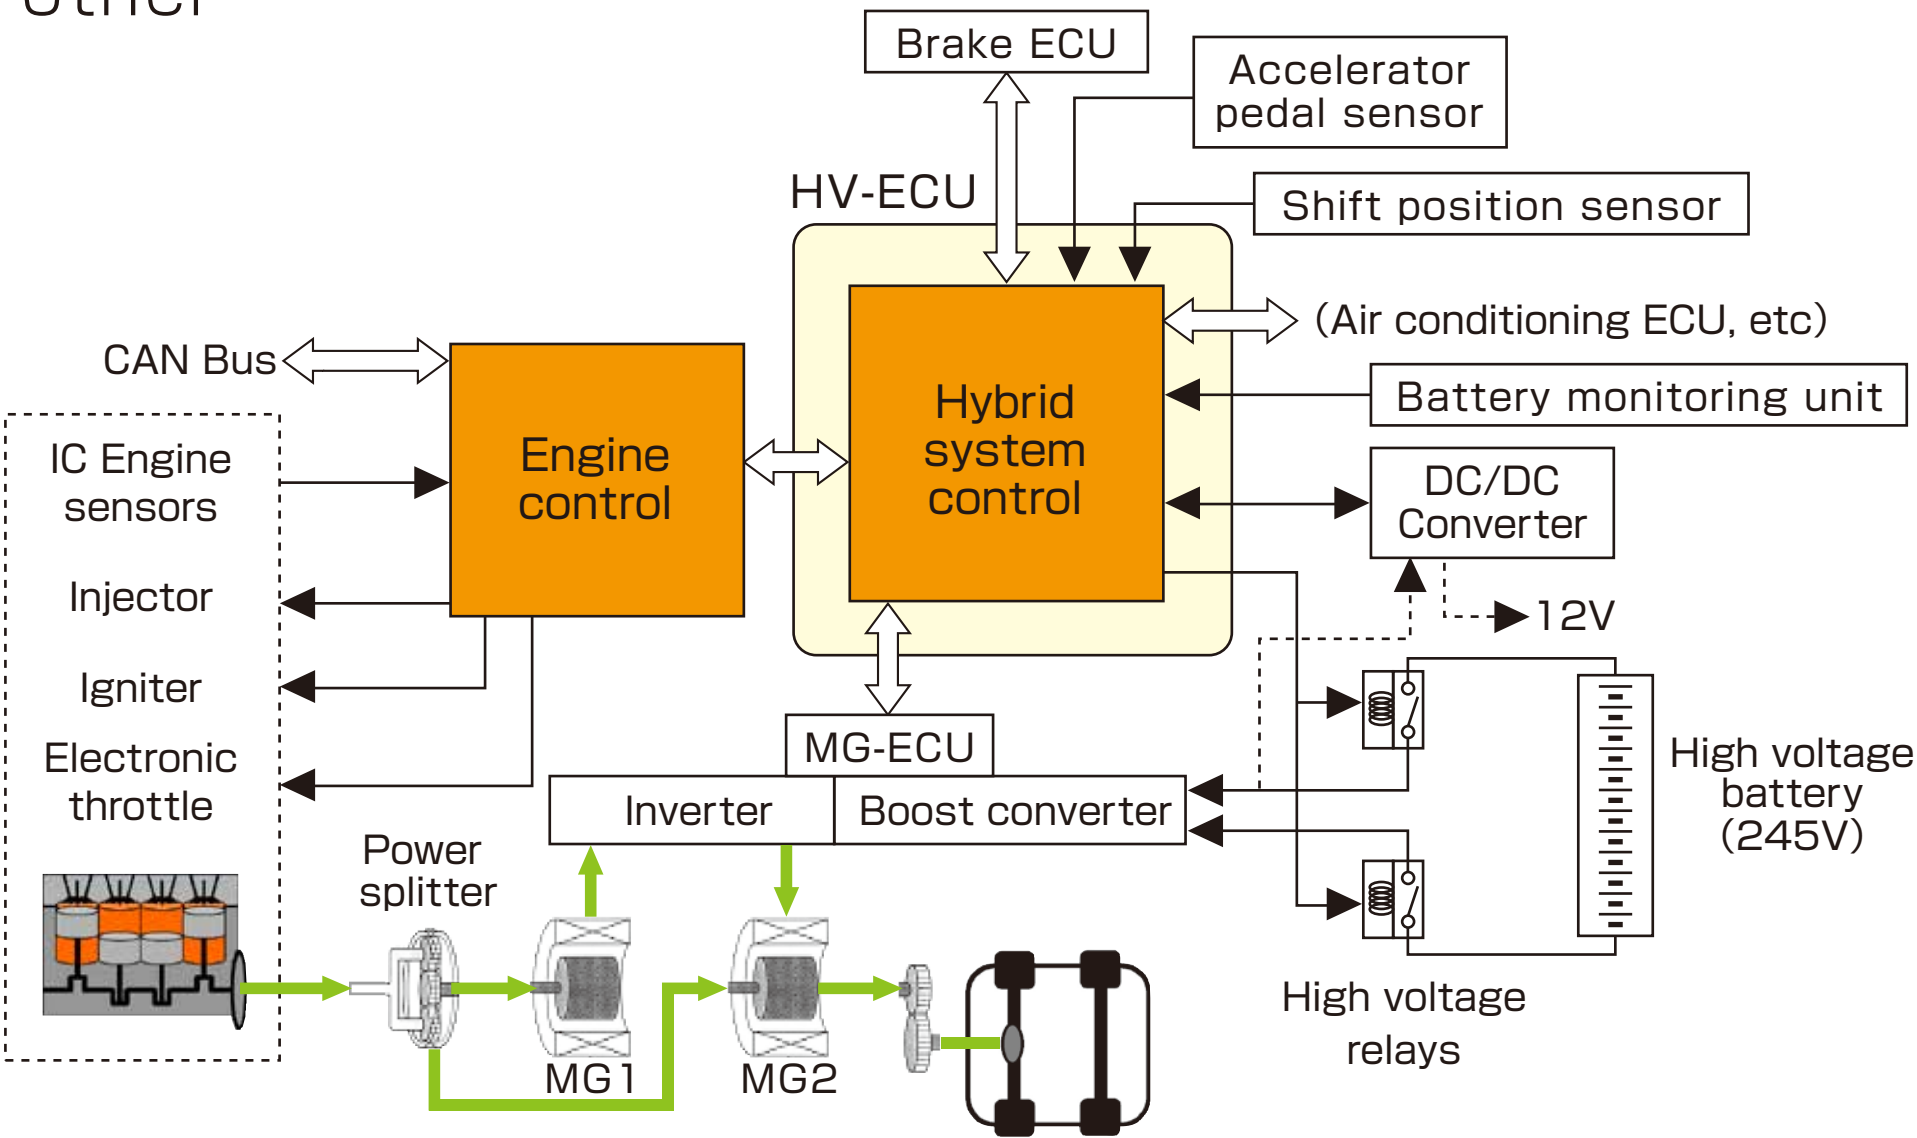 Brake ECU
Accelerator
pedal sensor
HV-ECU
Shift position sensor
(Air conditioning ECU, etc)
CAN Bus
Battery monitoring unit
Hybrid
system
control
Engine
control
IC Engine
sensors
DC/DC
Converter
Injector
12V
Igniter
MG-ECU
Electronic
throttle
High voltage
battery
(245V)
Inverter
Boost converter
Power
splitter
High voltage
relays
MG1
MG2